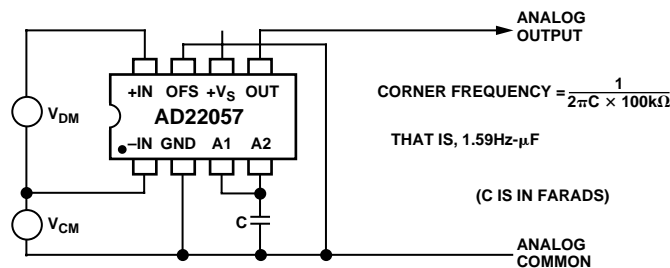 ANALOG
OUTPUT
+IN OFS +VS OUT
AD22057
–IN GND A1 A2
VDM
VCM
C
CORNER FREQUENCY = 1
2πC × 100kΩ
THAT IS, 1.59Hz-μF
(C IS IN FARADS)
ANALOG
COMMON